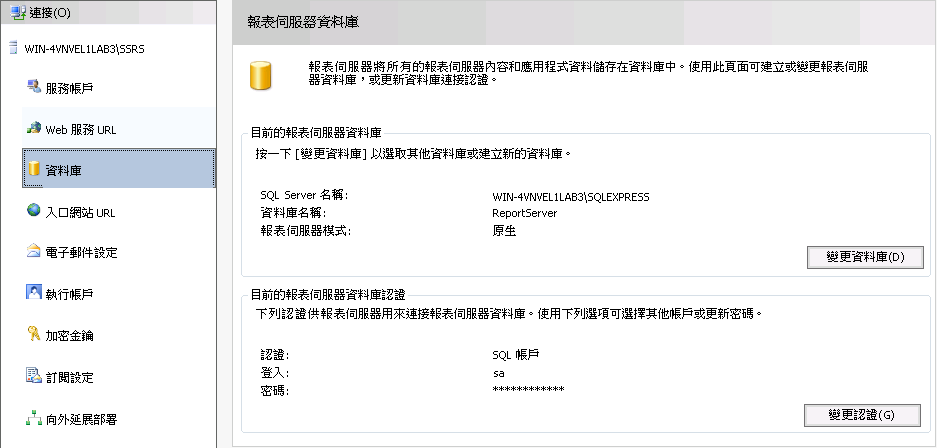 連接(O)
WIN-4VNVEL1LAB3\SSRS
服務帳戶
Web 服務 URL
資料庫
入口網站 URL
電子郵件設定
執行帳戶
加密金鑰
訂閱設定
向外延展部署
報表伺服器資料庫
報表伺服器將所有的報表伺服器內容和應用程式資料儲存在資料庫中。使用此頁面可建立或變更報表伺服
器資料庫，或更新資料庫連接認證。
目前的報表伺服器資料庫
按一下 [變更資料庫] 以選取其他資料庫或建立新的資料庫。
SQL Server 名稱: WIN-4VNVEL1LAB3\SQLEXPRESS
資料庫名稱: ReportServer
報表伺服器模式: 原生
變更資料庫(D)
目前的報表伺服器資料庫認證
下列認證供報表伺服器用來連接報表伺服器資料庫。使用下列選項可選擇其他帳戶或更新密碼。
認證: SQL 帳戶
登入: sa
密碼: ************
變更認證(G)